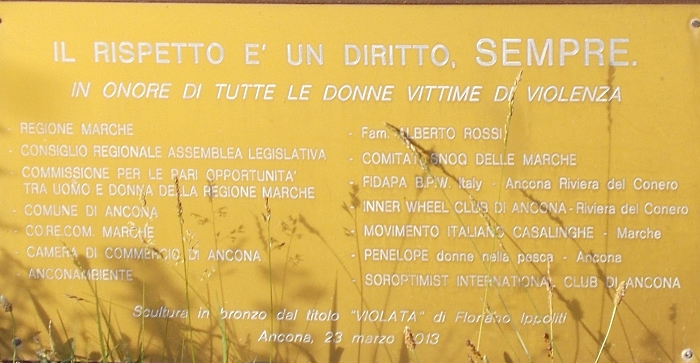 IL RISPETTO E' UN DIRITTO, SEMPRE.
IN ONORE DI TUTTE LE DONNE VITTIME DI VIOLENZA
- REGIONE MARCHE
- CONSIGLIO REGIONALE ASSEMBLEA LEGISLATIVA
COMMISSIONE PER LE PARI OPPORTUNITA'
TRA UOMO E DONNA DELLA REGIONE MARCHE
- COMUNE DI ANCONA
- CO.RE.COM. MARCHE
- CAMERA DI COMMERCIO DI ANCONA
- ANCONAMBIENTE
- Fam. ALBERTO ROSSI
- COMITATO SNOQ DELLE MARCHE
- FIDAPA B.P.W. Italy - Ancona Riviera del Conero
INNER WHEEL CLUB DI ANCONA - Riviera del Conero
- MOVIMENTO ITALIANO CASALINGHE - Marche
- PENELOPE donne nella pesca - Ancona
- SOROPTIMIST INTERNATIONAL CLUB DI ANCONA
Scultura in bronzo dal titolo "VIOLATA" di Floriano Ippoliti
Ancona, 23 marzo 2013